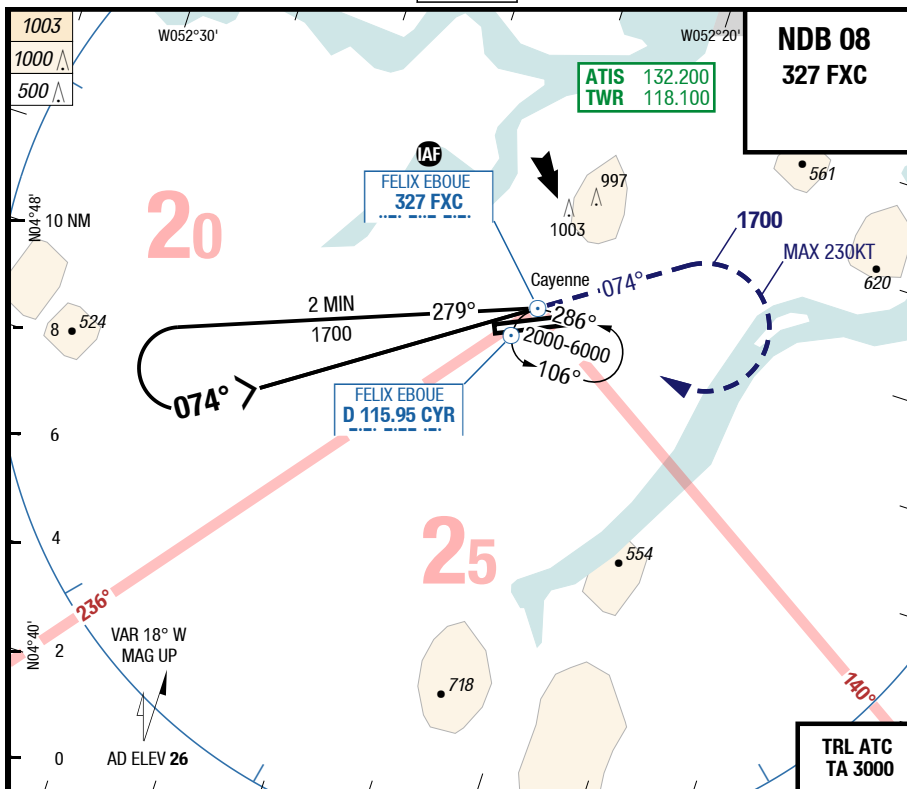 1003
1000
500
W052°30'
W052°20'
NDB 08
327 FXC
ATIS 132.200
TWR 118.100
IAF
FELIX EBOUE
327 FXC
997
1003
561
N04°48'
10 NM
20
1700
MAX 230KT
620
Cayenne
074°
2 MIN
279°
286°
1700
8
524
2000-6000
106°
074°
FELIX EBOUE
D 115.95 CYR
6
4
25
554
236°
N04°40'
VAR 18° W
MAG UP
2
718
140°
AD ELEV 26
0
TRL ATC
TA 3000